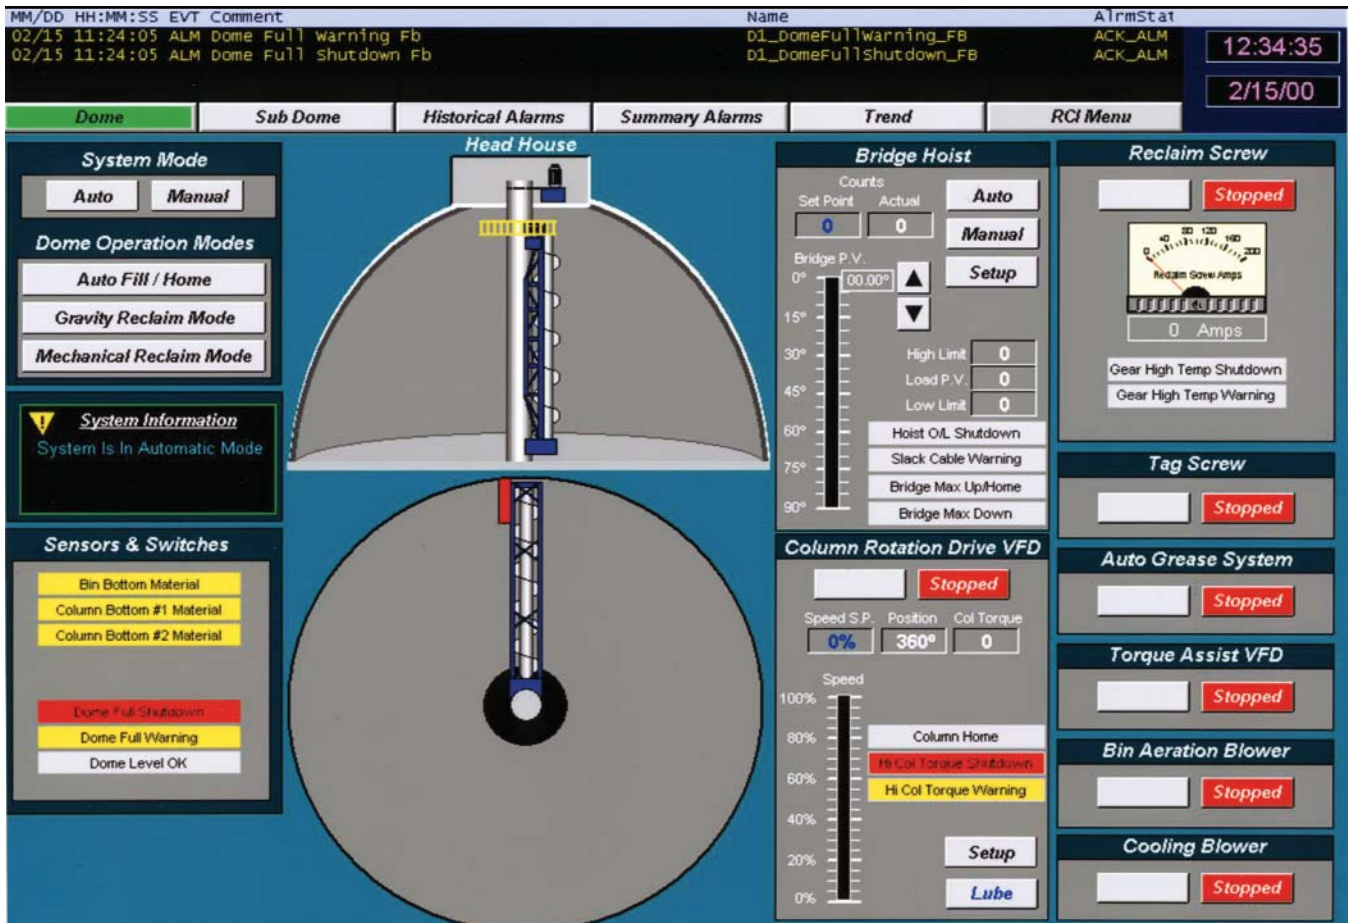 MM/DD HH:MM:SS EVT Comment Name AlrmStat
02/15 11:24:05 ALM Dome Full Warning Fb D1_DomeFullWarning_FB ACK_ALM
02/15 11:24:05 ALM Dome Full Shutdown Fb D1_DomeFullShutdown_FB ACK_ALM
12:34:35
2/15/00
Dome Sub Dome Historical Alarms Summary Alarms Trend RCI Menu
System Mode
Auto Manual
Dome Operation Modes
Auto Fill / Home
Gravity Reclaim Mode
Mechanical Reclaim Mode
System Information
System Is In Automatic Mode
Sensors & Switches
Bin Bottom Material
Column Bottom #1 Material
Column Bottom #2 Material
Dome Full Shutdown
Dome Full Warning
Dome Level OK
Head House
Bridge Hoist
Counts
Set Point Actual
0 0
Auto
Manual
Setup
Bridge P.V.
00.00°
0°
15°
30°
45°
60°
75°
90°
High Limit 0
Load P.V. 0
Low Limit 0
Hoist O/L Shutdown
Slack Cable Warning
Bridge Max Up/Home
Bridge Max Down
Column Rotation Drive VFD
Stopped
Speed S.P. Position Col Torque
0% 360° 0
Speed
100%
80%
60%
40%
20%
0%
Column Home
Hi Col Torque Shutdown
Hi Col Torque Warning
Setup
Lube
Reclaim Screw
Stopped
0 40 80 120 160 200
Reclaim Screw Amps
0 Amps
Gear High Temp Shutdown
Gear High Temp Warning
Tag Screw
Stopped
Auto Grease System
Stopped
Torque Assist VFD
Stopped
Bin Aeration Blower
Stopped
Cooling Blower
Stopped